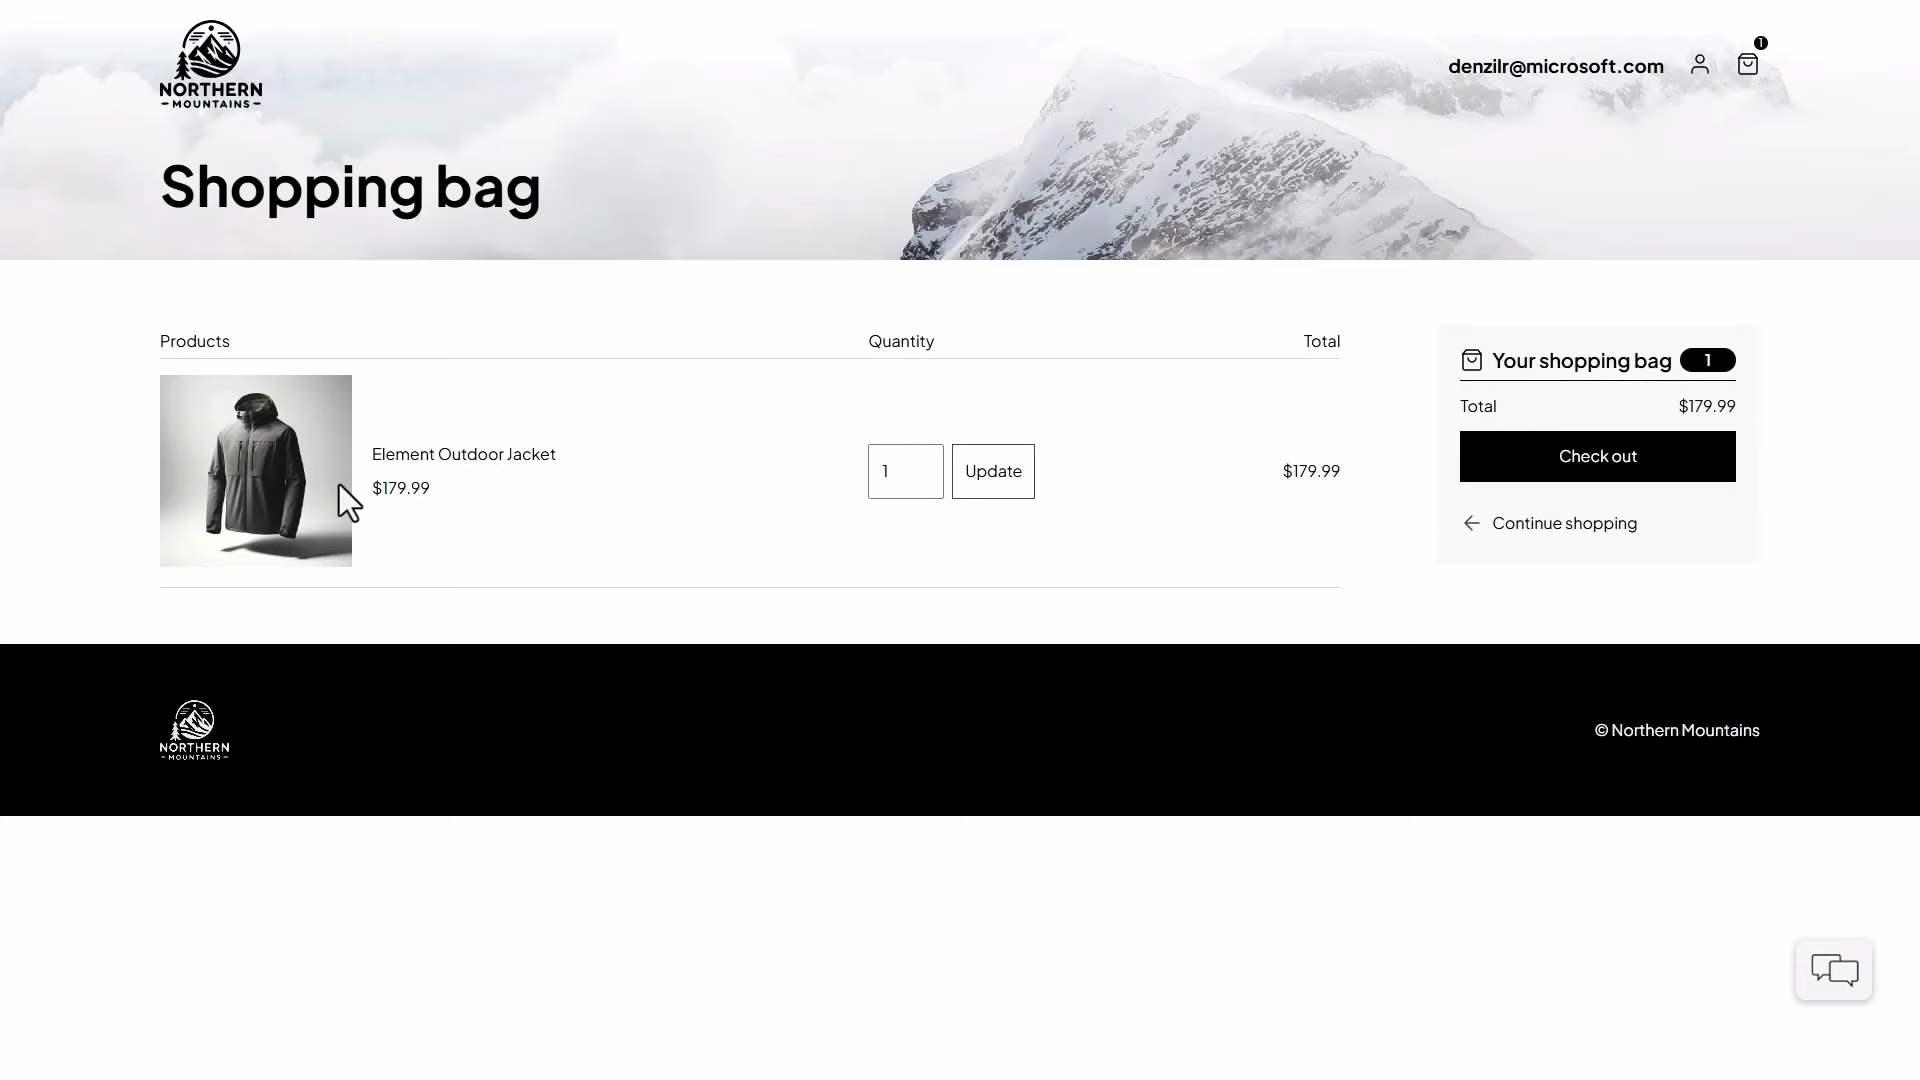 NORTHERN
- MOUNTAINS -
denzilr@microsoft.com
1
Shopping bag
Products
Quantity
Total
Element Outdoor Jacket
$179.99
1
Update
$179.99
Your shopping bag
1
Total
$179.99
Check out
Continue shopping
NORTHERN
- MOUNTAINS -
© Northern Mountains